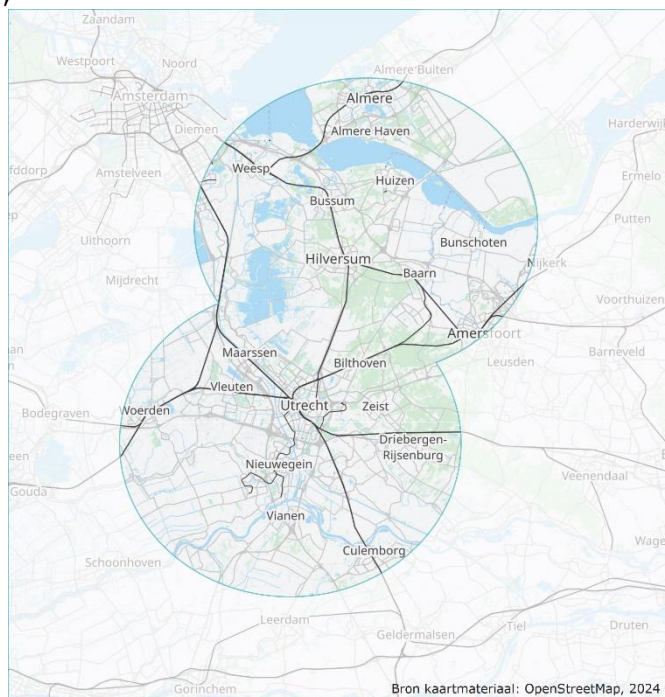 Zaandam
Westpoort
Noord
Almere Buiten
Amsterdam
Almere
Diemen
Almere Haven
Harderwijk
Amstelveen
Weesp
Huizen
Ermelo
Bussum
Putten
Uithoorn
Bunschoten
Hilversum
Nijkerk
Mijdrecht
Baarn
Voorthuizen
Amersfoort
Maarssen
Bilthoven
Leusden
Barneveld
Vleuten
Bodegraven
Woerden
Utrecht
Zeist
Driebergen-
Rijsenburg
Nieuwegein
Veenendaal
Gouda
Vianen
Culemborg
Schoonhoven
Leerdam
Geldermalsen
Tiel
Druten
Gorinchem
Bron kaartmateriaal: OpenStreetMap, 2024